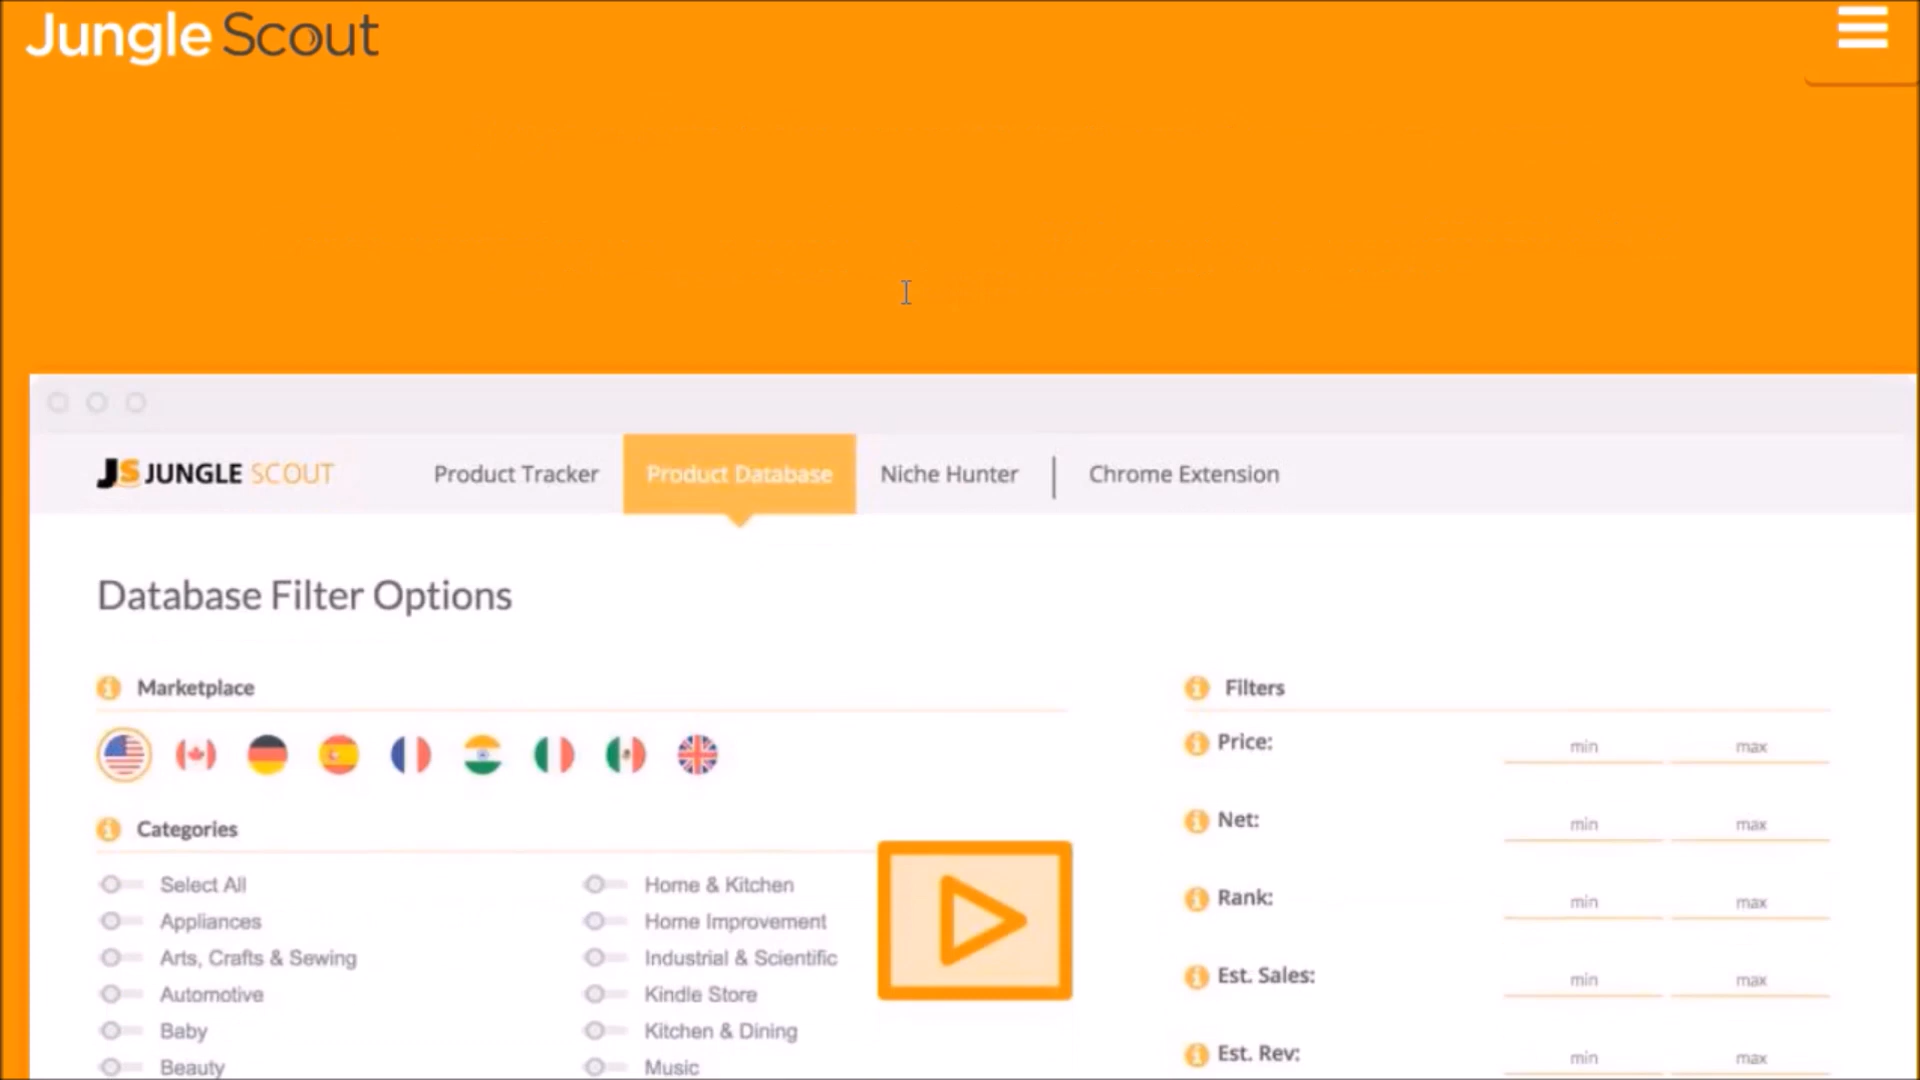 Jungle Scout
JS JUNGLE SCOUT Product Tracker Product Database Niche Hunter | Chrome Extension
Database Filter Options
Marketplace
Categories
Select All
Appliances
Arts, Crafts & Sewing
Automotive
Baby
Beauty
Home & Kitchen
Home Improvement
Industrial & Scientific
Kindle Store
Kitchen & Dining
Music
Filters
Price: min max
Net: min max
Rank: min max
Est. Sales: min max
Est. Rev: min max